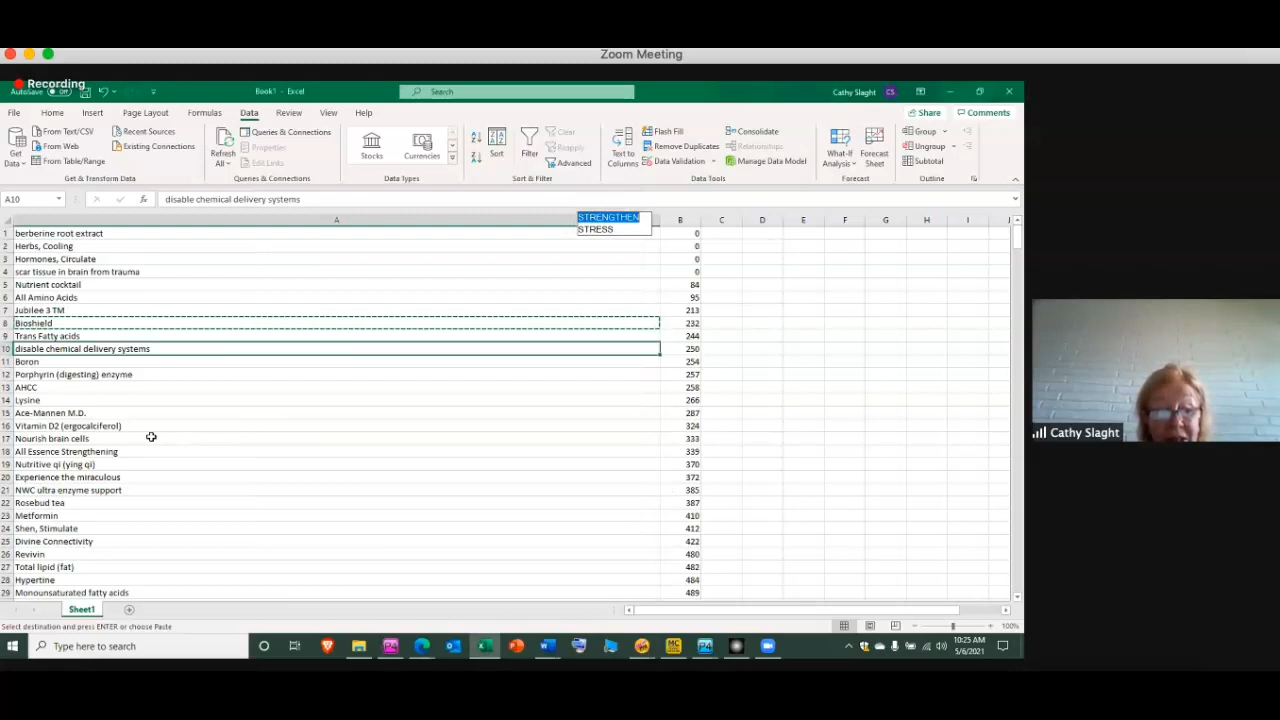 Zoom Meeting
Recording
AutoSave Off Book1 - Excel Search Cathy Slaght CS
File Home Insert Page Layout Formulas Data Review View Help Share Comments
Get Data From Text/CSV From Web From Table/Range Recent Sources Existing Connections
Refresh All Queries & Connections Properties Edit Links
Stocks Currencies
Sort Filter Clear Reapply Advanced
Text to Columns Flash Fill Remove Duplicates Data Validation Consolidate Relationships Manage Data Model
What-If Analysis Forecast Sheet Group Ungroup Subtotal
Get & Transform Data Queries & Connections Data Types Sort & Filter Data Tools Forecast Outline
A10 fx disable chemical delivery systems
A B C D E F G H I J
STRENGTHEN
STRESS
1 berberine root extract 0
2 Herbs, Cooling 0
3 Hormones, Circulate 0
4 scar tissue in brain from trauma 0
5 Nutrient cocktail 84
6 All Amino Acids 95
7 Jubilee 3 TM 213
8 Bioshield 232
9 Trans Fatty acids 244
10 disable chemical delivery systems 250
11 Boron 254
12 Porphyrin (digesting) enzyme 257
13 AHCC 258
14 Lysine 266
15 Ace-Mannen M.D. 287
16 Vitamin D2 (ergocalciferol) 324
17 Nourish brain cells 333
18 All Essence Strengthening 339
19 Nutritive qi (ying qi) 370
20 Experience the miraculous 372
21 NWC ultra enzyme support 385
22 Rosebud tea 387
23 Metformin 410
24 Shen, Stimulate 412
25 Divine Connectivity 422
26 Revivin 480
27 Total lipid (fat) 482
28 Hypertine 484
29 Monounsaturated fatty acids 489
Cathy Slaght
Sheet1
Select destination and press ENTER or choose Paste 100%
Type here to search 10:25 AM
5/6/2021